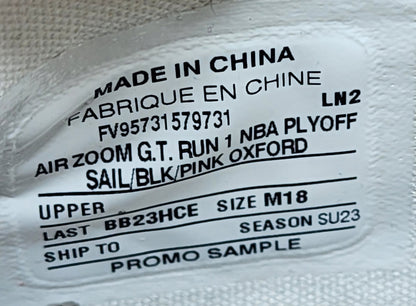 MADE IN CHINA
FABRIQUE EN CHINE
FV95731579731 LN2
AIR ZOOM G.T. RUN 1 NBA PLYOFF
SAIL/BLK/PINK OXFORD
UPPER
LAST BB23HCE SIZE M18
SHIP TO SEASON SU23
PROMO SAMPLE